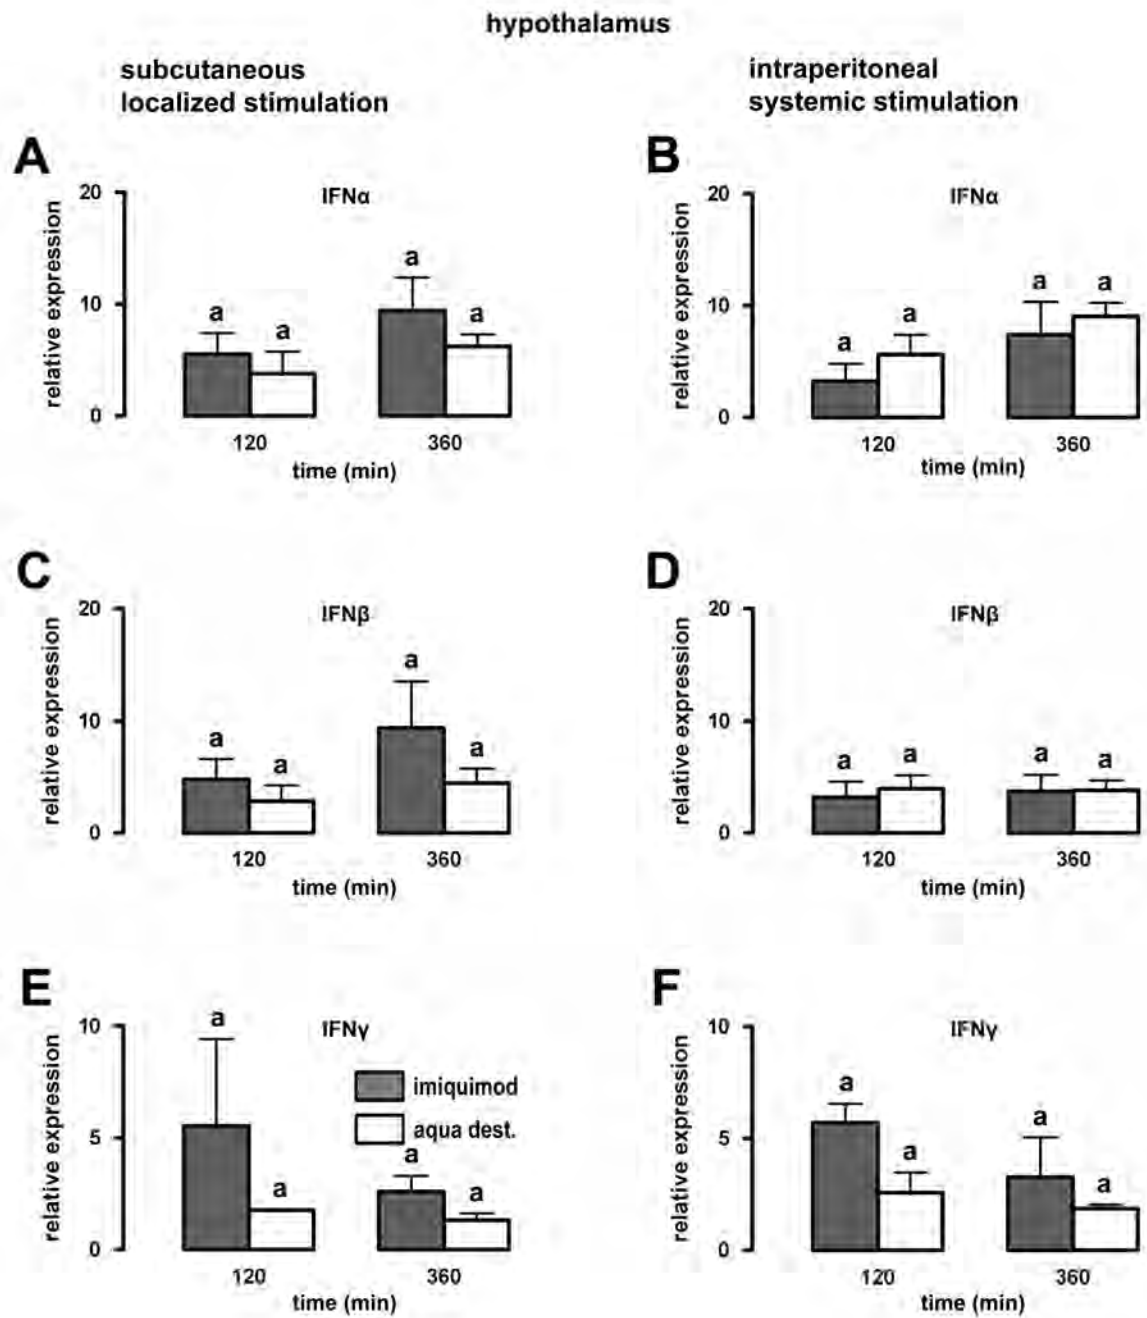 hypothalamus
subcutaneous
localized stimulation
intraperitoneal
systemic stimulation
A
IFNα
relative expression
20
10
0
a
a
a
a
120
360
time (min)
B
IFNα
relative expression
20
10
0
a
a
a
a
120
360
time (min)
C
IFNβ
relative expression
20
10
0
a
a
a
a
120
360
time (min)
D
IFNβ
relative expression
20
10
0
a
a
a
a
120
360
time (min)
E
IFNγ
relative expression
10
5
0
a
a
a
a
imiquimod
aqua dest.
120
360
time (min)
F
IFNγ
relative expression
10
5
0
a
a
a
a
120
360
time (min)